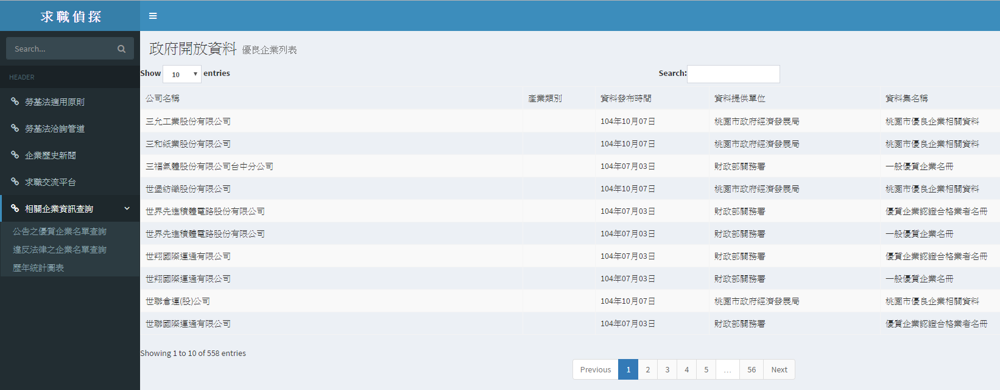 求職偵探
Search...
HEADER
勞基法適用原則
勞基法洽詢管道
企業歷史新聞
求職交流平台
相關企業資訊查詢
公告之優質企業名單查詢
違反法律之企業名單查詢
歷年統計圖表
政府開放資料 優良企業列表
Show 10 entries Search:
公司名稱 產業類別 資料發布時間 資料提供單位 資料集名稱
三允工業股份有限公司 104年10月07日 桃園市政府經濟發展局 桃園市優良企業相關資料
三和紙業股份有限公司 104年10月07日 桃園市政府經濟發展局 桃園市優良企業相關資料
三福氣體股份有限公司台中分公司 104年07月03日 財政部關務署 一般優質企業名冊
世堡紡織股份有限公司 104年10月07日 桃園市政府經濟發展局 桃園市優良企業相關資料
世界先進積體電路股份有限公司 104年07月03日 財政部關務署 優質企業認證合格業者名冊
世界先進積體電路股份有限公司 104年07月03日 財政部關務署 一般優質企業名冊
世翔國際運通有限公司 104年07月03日 財政部關務署 優質企業認證合格業者名冊
世翔國際運通有限公司 104年07月03日 財政部關務署 一般優質企業名冊
世聯倉運(股)公司 104年10月07日 桃園市政府經濟發展局 桃園市優良企業相關資料
世聯國際運通有限公司 104年07月03日 財政部關務署 優質企業認證合格業者名冊
Showing 1 to 10 of 558 entries
Previous 1 2 3 4 5 … 56 Next